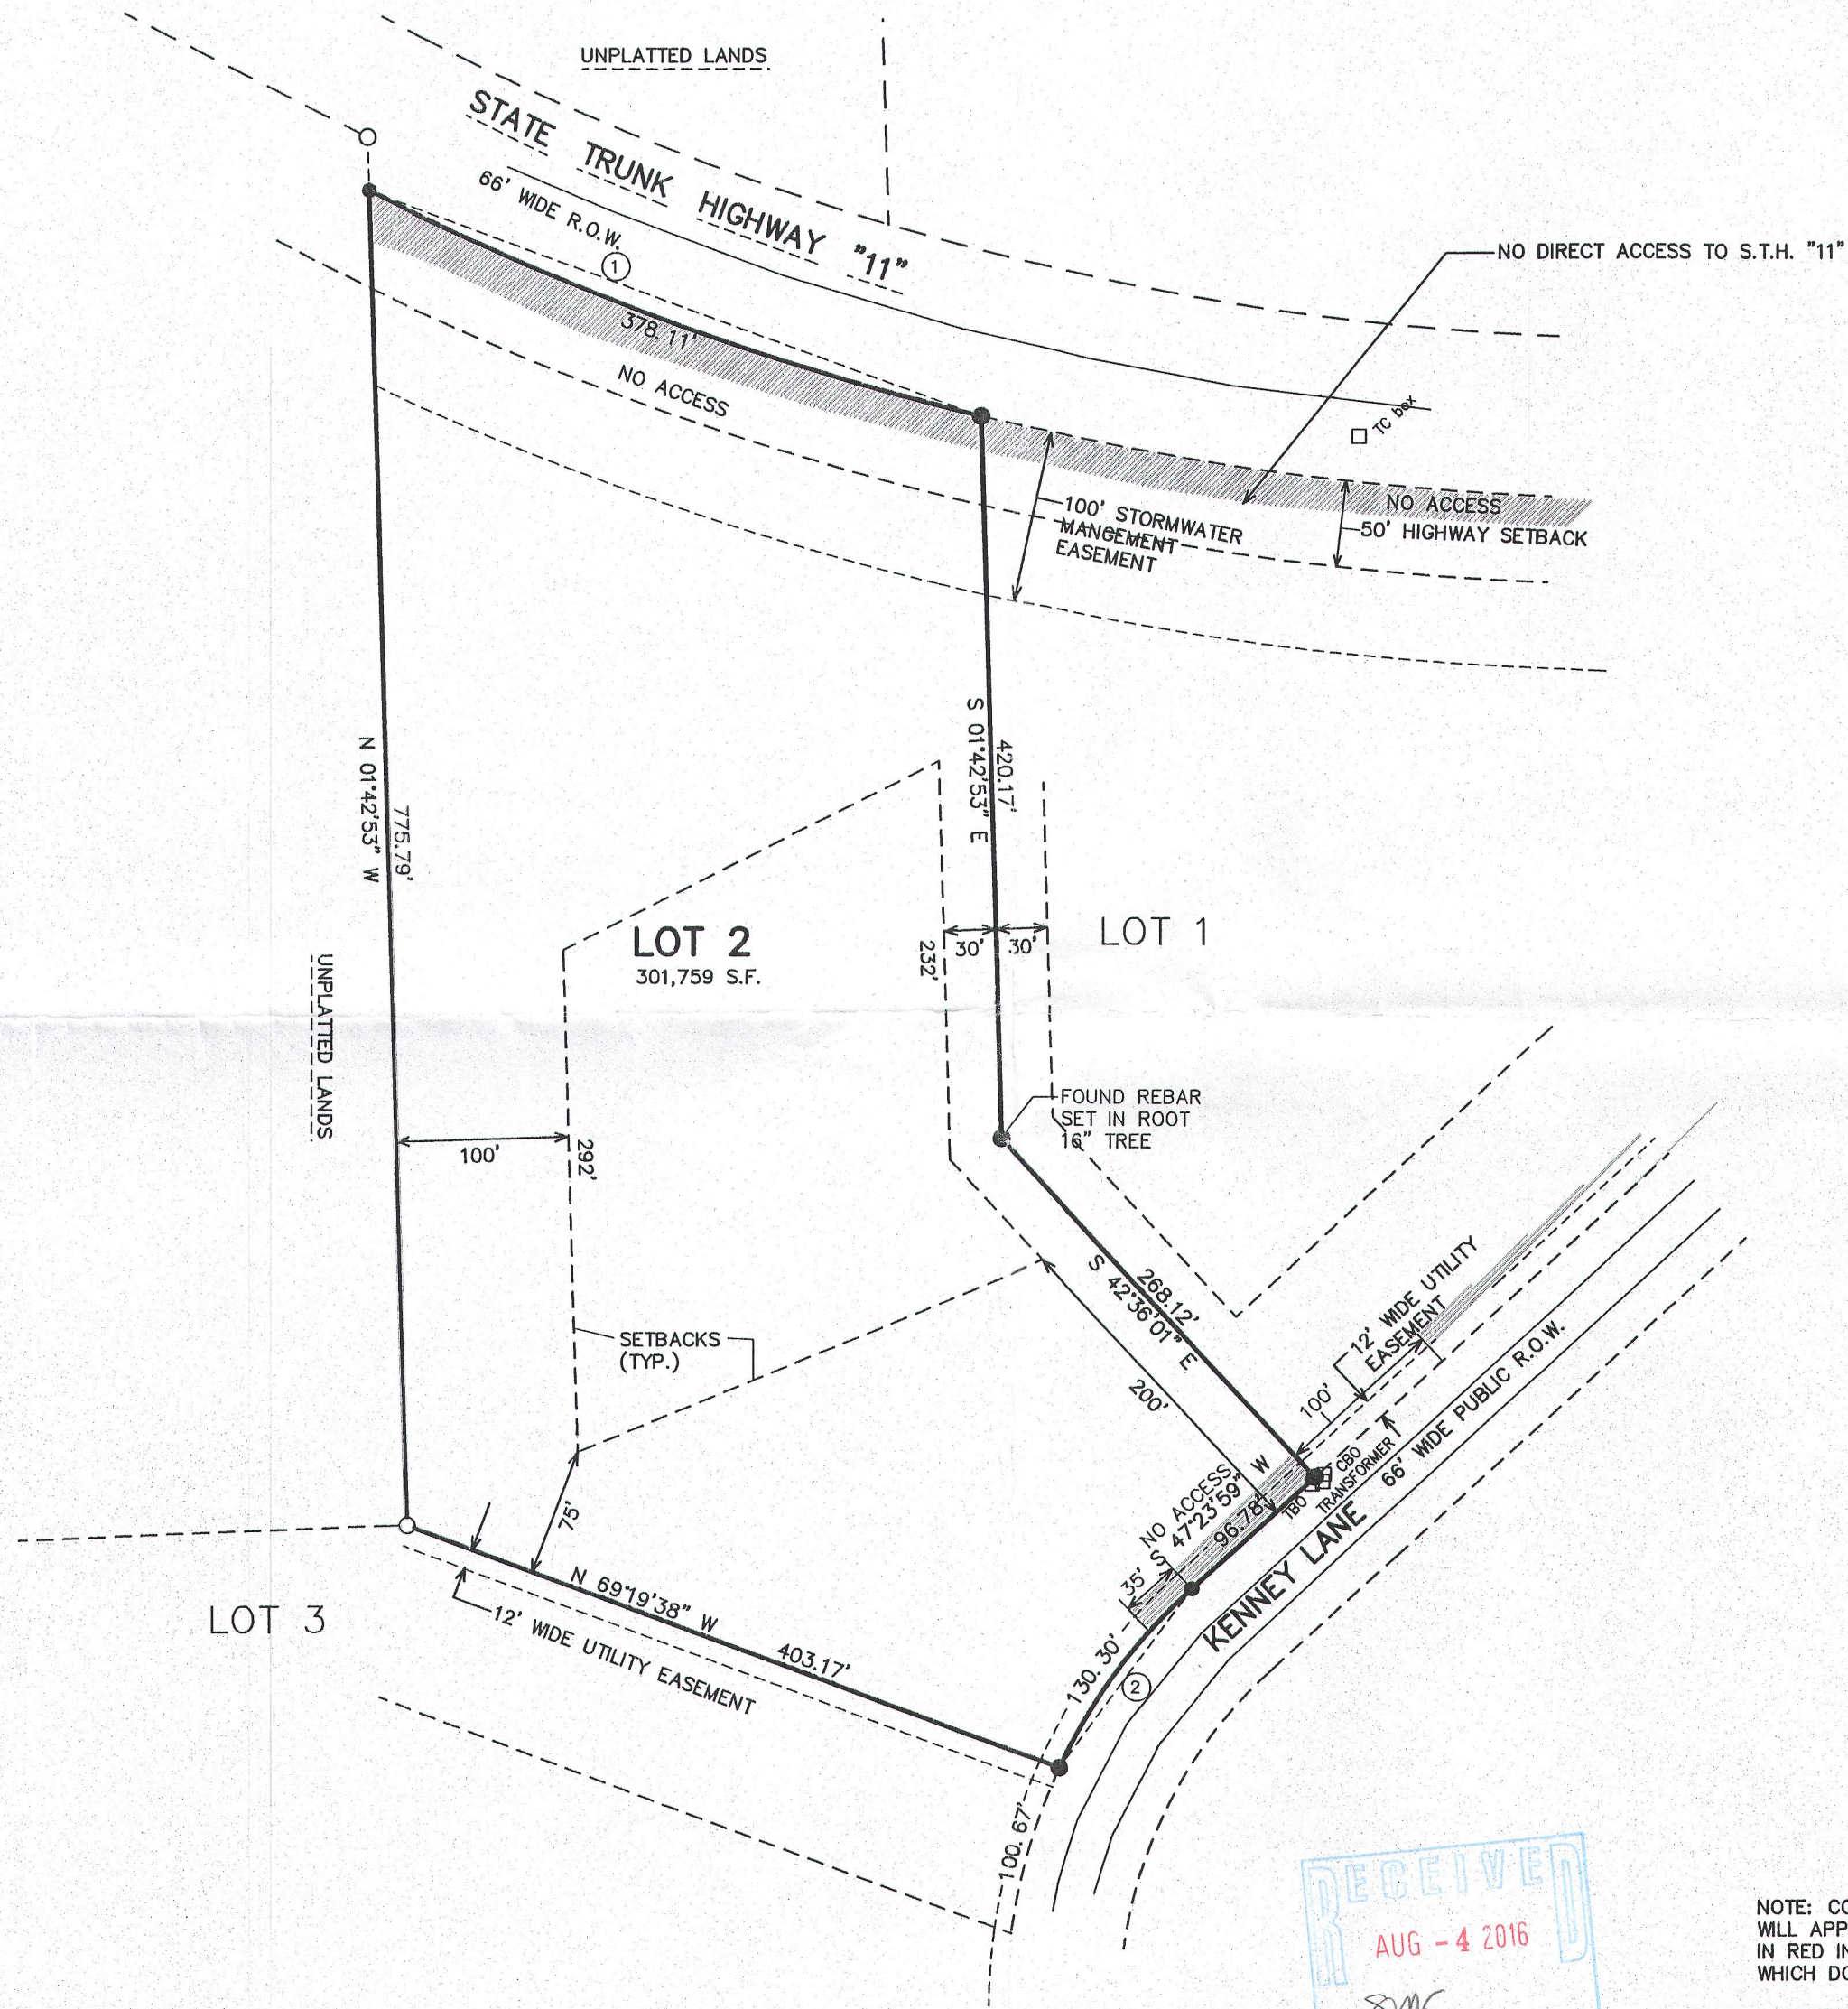 UNPLATTED LANDS
STATE TRUNK HIGHWAY "11"
66' WIDE R.O.W.
1
NO DIRECT ACCESS TO S.T.H. "11"
378.11'
NO ACCESS
TC box
NO ACCESS
50' HIGHWAY SETBACK
100' STORMWATER
MANGEMENT
EASEMENT
N 01°42'53" W
775.79'
S 01°42'53" E
420.17'
LOT 2
301,759 S.F.
232'
30'
30'
LOT 1
UNPLATTED LANDS
100'
292'
FOUND REBAR
SET IN ROOT
16" TREE
268.12'
S 42°36'01" E
200'
SETBACKS
(TYP.)
12' WIDE UTILITY
EASEMENT
100'
66' WIDE PUBLIC R.O.W.
KENNEY LANE
CBO
TRANSFORMER
TBO
NO ACCESS
S 47°23'59" W
96.78'
35'
75'
N 69°19'38" W
403.17'
12' WIDE UTILITY EASEMENT
LOT 3
130.30'
2
100.67'
RECEIVED
AUG - 4 2016
NOTE: CO
WILL APP
IN RED IN
WHICH DO